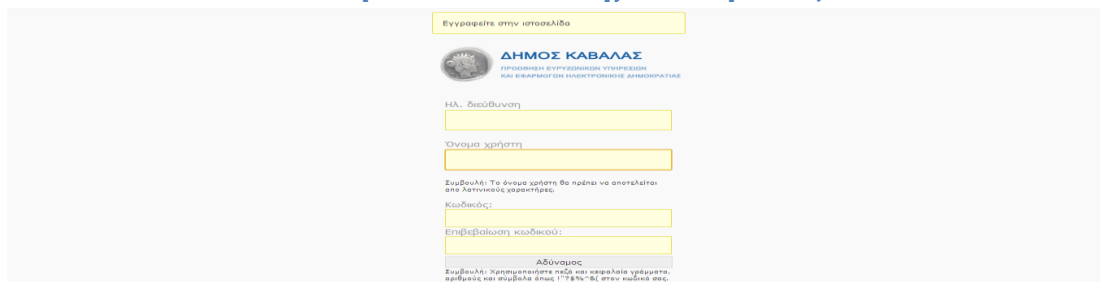 Εγγραφείτε στην ιστοσελίδα
ΔΗΜΟΣ ΚΑΒΑΛΑΣ
ΠΡΟΩΘΗΣΗ ΕΥΡΥΖΩΝΙΚΩΝ ΥΠΗΡΕΣΙΩΝ
ΚΑΙ ΕΦΑΡΜΟΓΩΝ ΗΛΕΚΤΡΟΝΙΚΗΣ ΔΗΜΟΚΡΑΤΙΑΣ
Ηλ. διεύθυνση
Όνομα χρήστη
Συμβουλή: Το όνομα χρήστη θα πρέπει να αποτελείται
απο λατινικούς χαρακτήρες.
Κωδικός:
Επιβεβαίωση κωδικού:
Αδύναμος
Συμβουλή: Χρησιμοποιήστε πεζά και κεφαλαία γράμματα,
αριθμούς και σύμβολα όπως !"?$%^&( στον κωδικό σας.